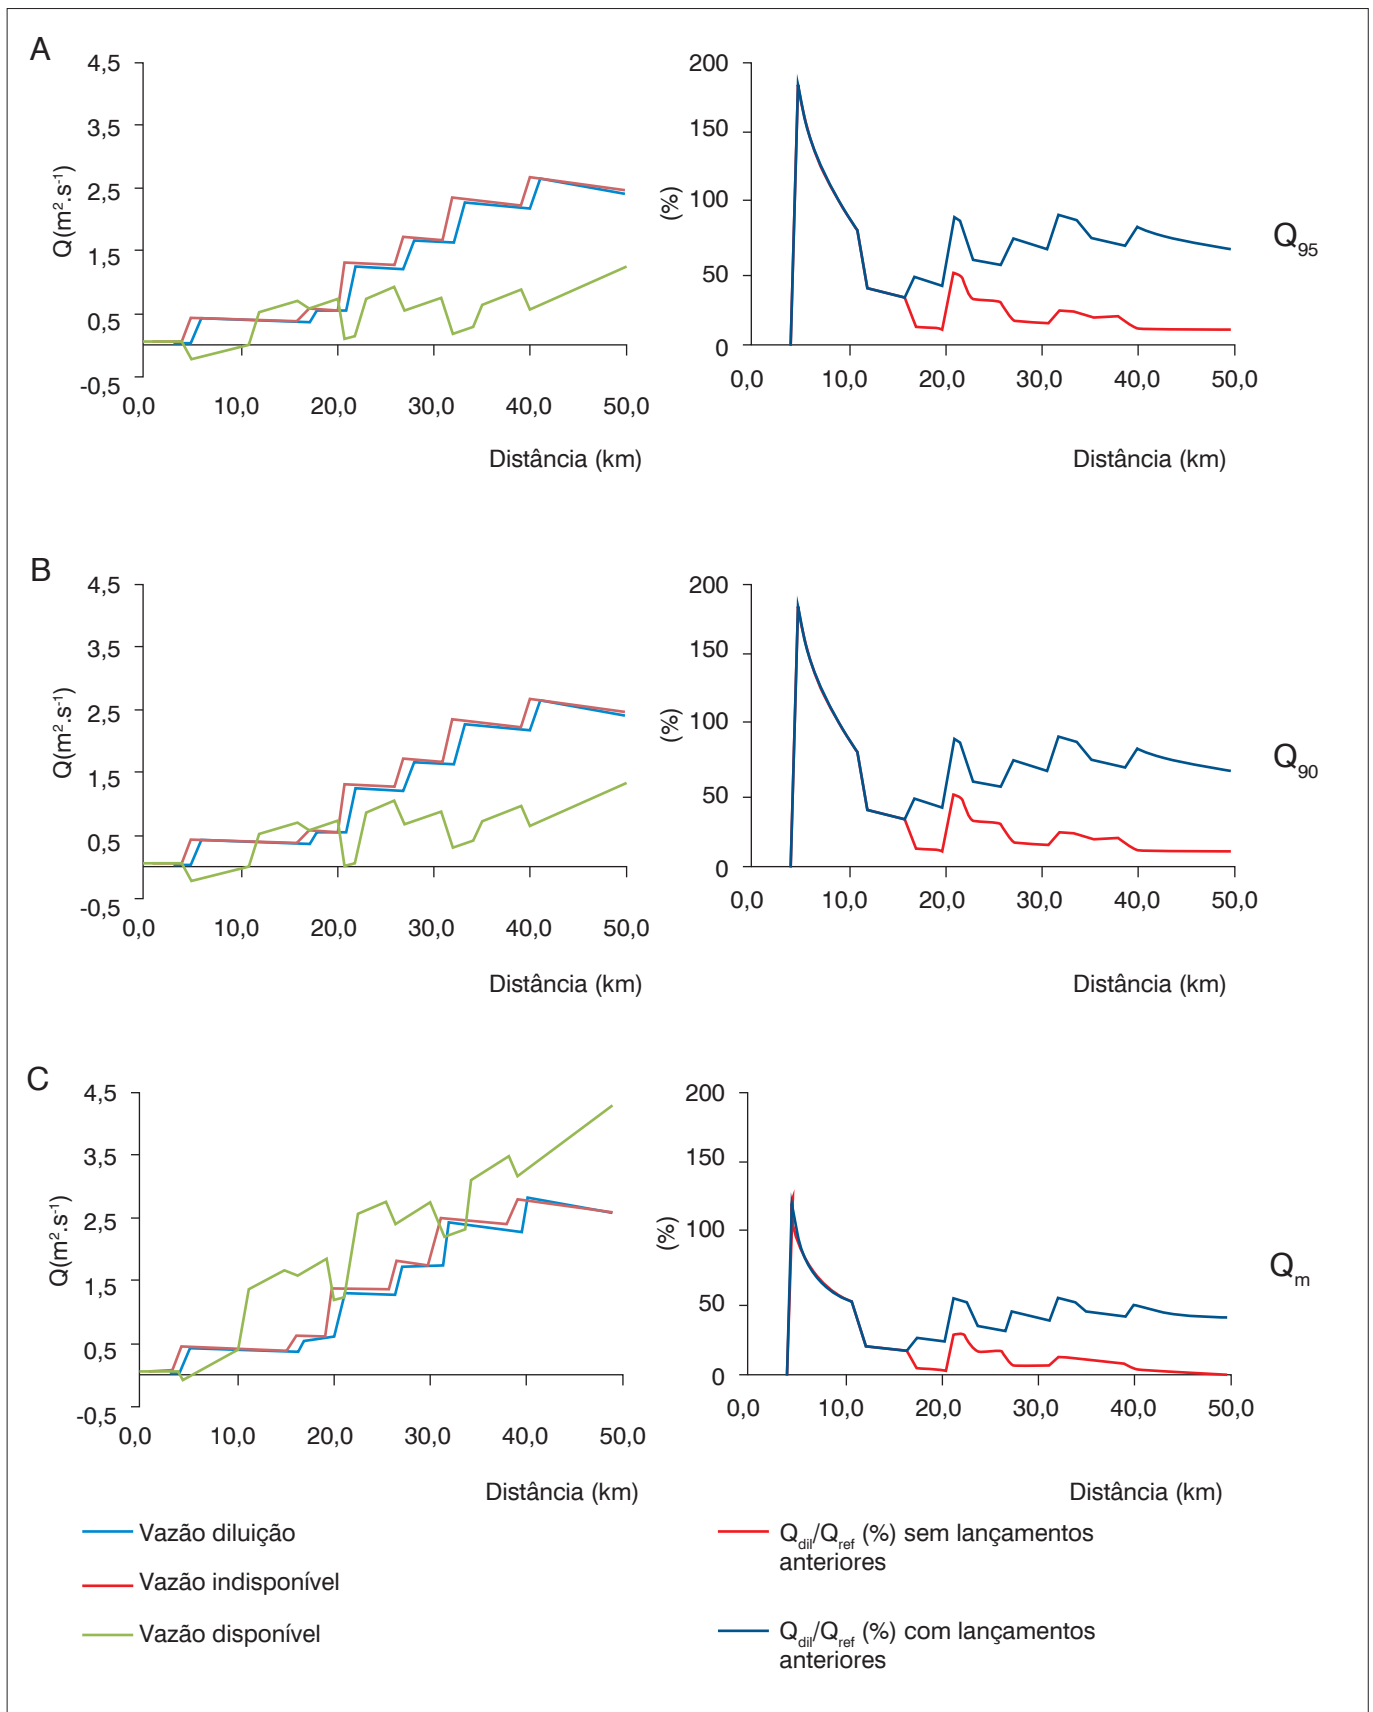 A
4,5
3,5
2,5
1,5
0,5
-0,5
Q(m².s⁻¹)
0,0 10,0 20,0 30,0 40,0 50,0
Distância (km)
200
150
100
50
0
(%)
0,0 10,0 20,0 30,0 40,0 50,0
Distância (km)
Q95
B
4,5
3,5
2,5
1,5
0,5
-0,5
Q(m².s⁻¹)
0,0 10,0 20,0 30,0 40,0 50,0
Distância (km)
200
150
100
50
0
(%)
0,0 10,0 20,0 30,0 40,0 50,0
Distância (km)
Q90
C
4,5
3,5
2,5
1,5
0,5
-0,5
Q(m².s⁻¹)
0,0 10,0 20,0 30,0 40,0 50,0
Distância (km)
200
150
100
50
0
(%)
0,0 10,0 20,0 30,0 40,0 50,0
Distância (km)
Qm
Vazão diluição
Vazão indisponível
Vazão disponível
Qdil/Qref (%) sem lançamentos
anteriores
Qdil/Qref (%) com lançamentos
anteriores